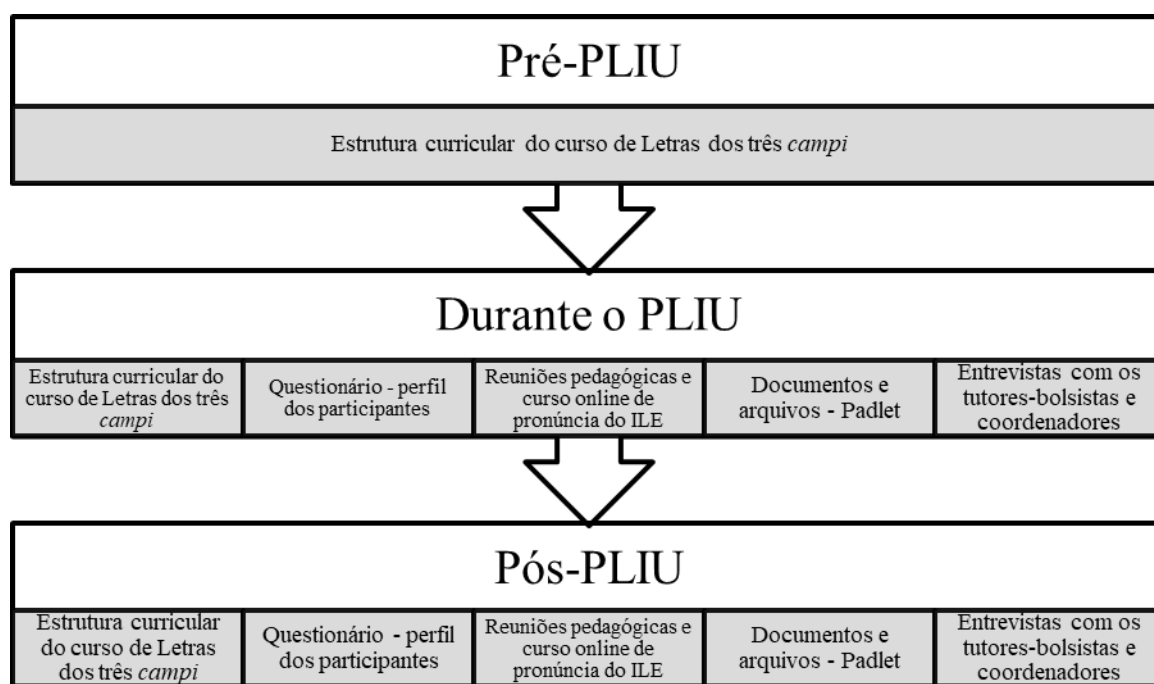 Pré-PLIU
Estrutura curricular do curso de Letras dos três campi
Durante o PLIU
Estrutura curricular do
curso de Letras dos três
campi
Questionário - perfil
dos participantes
Reuniões pedagógicas e
curso online de
pronúncia do ILE
Documentos e
arquivos - Padlet
Entrevistas com os
tutores-bolsistas e
coordenadores
Pós-PLIU
Estrutura curricular
do curso de Letras
dos três campi
Questionário - perfil
dos participantes
Reuniões pedagógicas e
curso online de
pronúncia do ILE
Documentos e
arquivos - Padlet
Entrevistas com os
tutores-bolsistas e
coordenadores